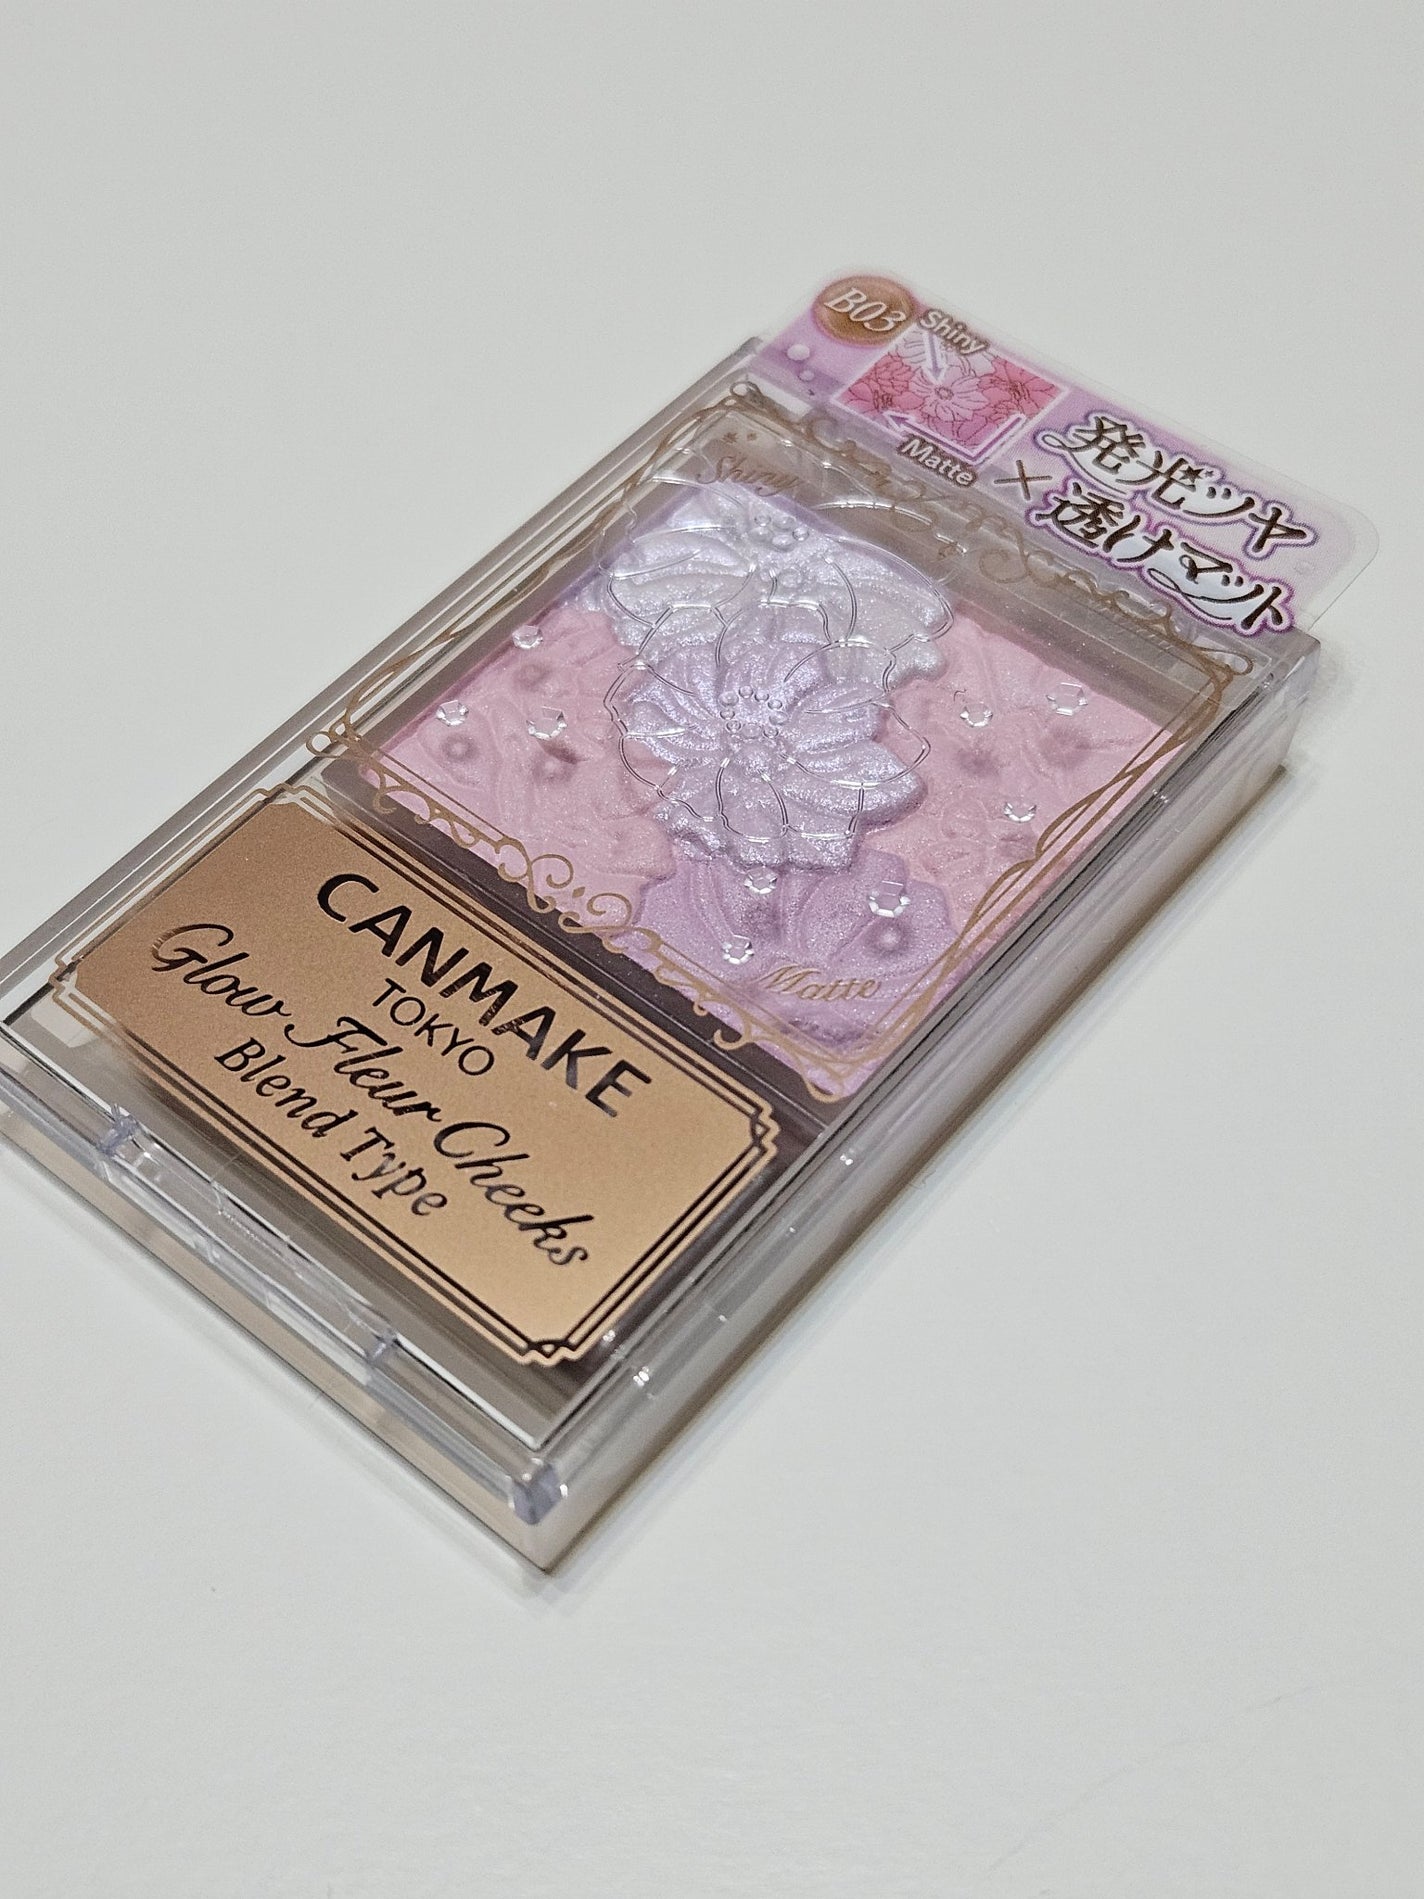 B03
Shiny
Matte
発光ツヤ
×
透けマット
Shiny
Matte
CANMAKE
TOKYO
Glow Fleur Cheeks
Blend Type